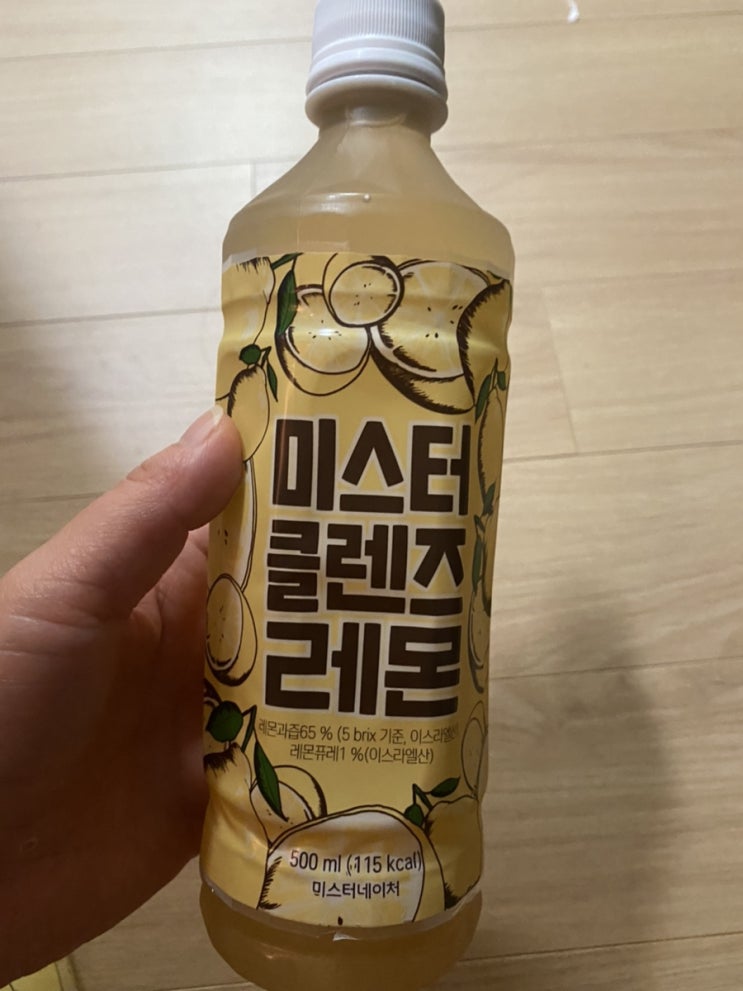 미스터
클렌즈
레몬
레몬과즙65 % (5 brix 기준, 이스라엘산)
레몬퓨레1 %(이스라엘산)
500 ml (115 kcal)
미스터네이처